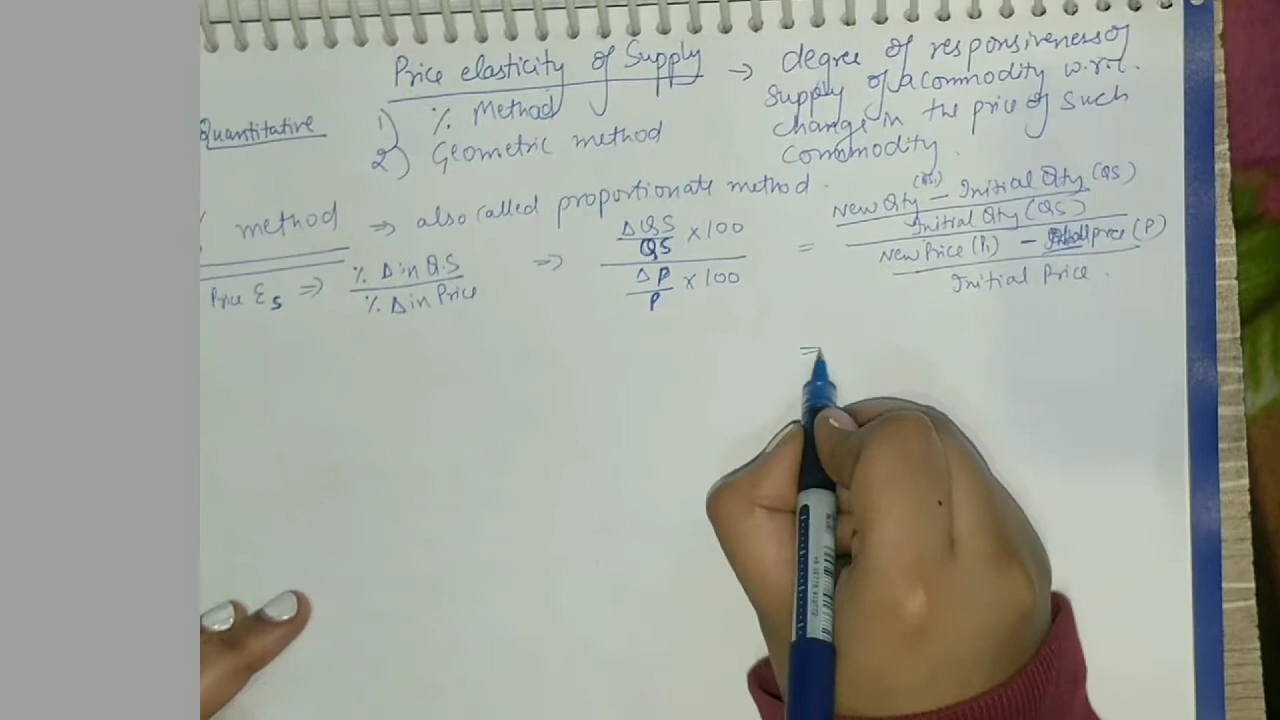 Price elasticity of Supply → degree of responsiveness of
supply of a commodity w.r.t.
change in the price of such
commodity.
Quantitative
1) % Method
2) Geometric method
% method ⇒ also called proportionate method.
Price Es ⇒ % Δ in QS / % Δ in Price ⇒ ΔQS/QS × 100 / ΔP/P × 100 = New Qty (QS1) - Initial Qty (QS) / Initial Qty (QS) / New Price (P1) - price (P) / Initial Price.
=